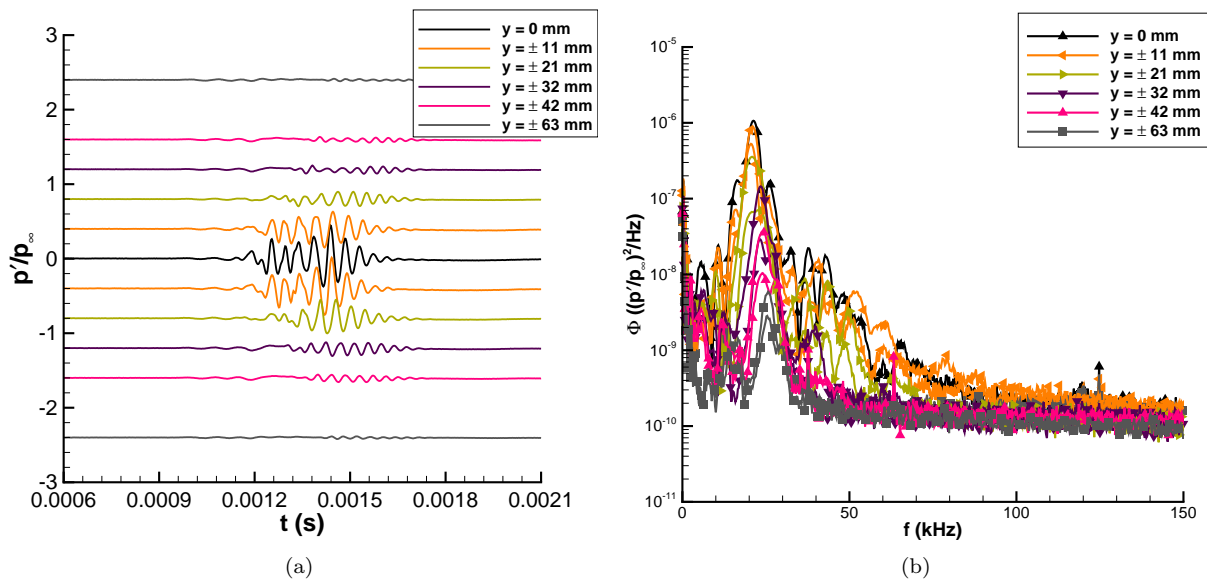 3
2
1
0
-1
-2
-3
p′/p∞
0.0006
0.0009
0.0012
0.0015
0.0018
0.0021
t (s)
y = 0 mm
y = ± 11 mm
y = ± 21 mm
y = ± 32 mm
y = ± 42 mm
y = ± 63 mm
(a)
10⁻⁵
10⁻⁶
10⁻⁷
10⁻⁸
10⁻⁹
10⁻¹⁰
10⁻¹¹
Φ ((p′/p∞)²/Hz)
0
50
100
150
f (kHz)
y = 0 mm
y = ± 11 mm
y = ± 21 mm
y = ± 32 mm
y = ± 42 mm
y = ± 63 mm
(b)